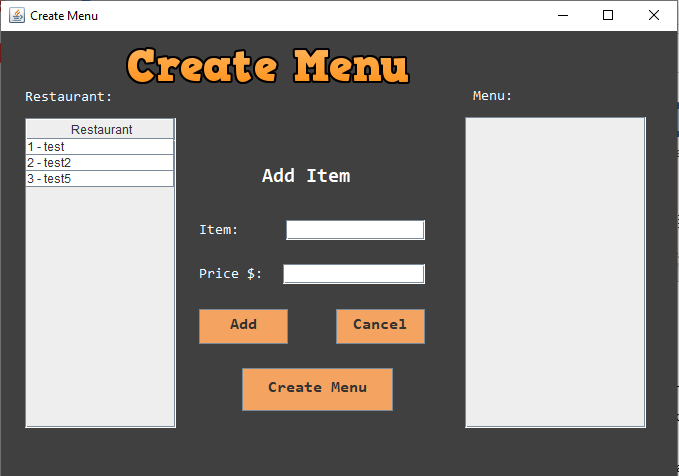 Create Menu
Create Menu
Restaurant:
Menu:
Restaurant
1 - test
2 - test2
3 - test5
Add Item
Item:
Price $:
Add
Cancel
Create Menu